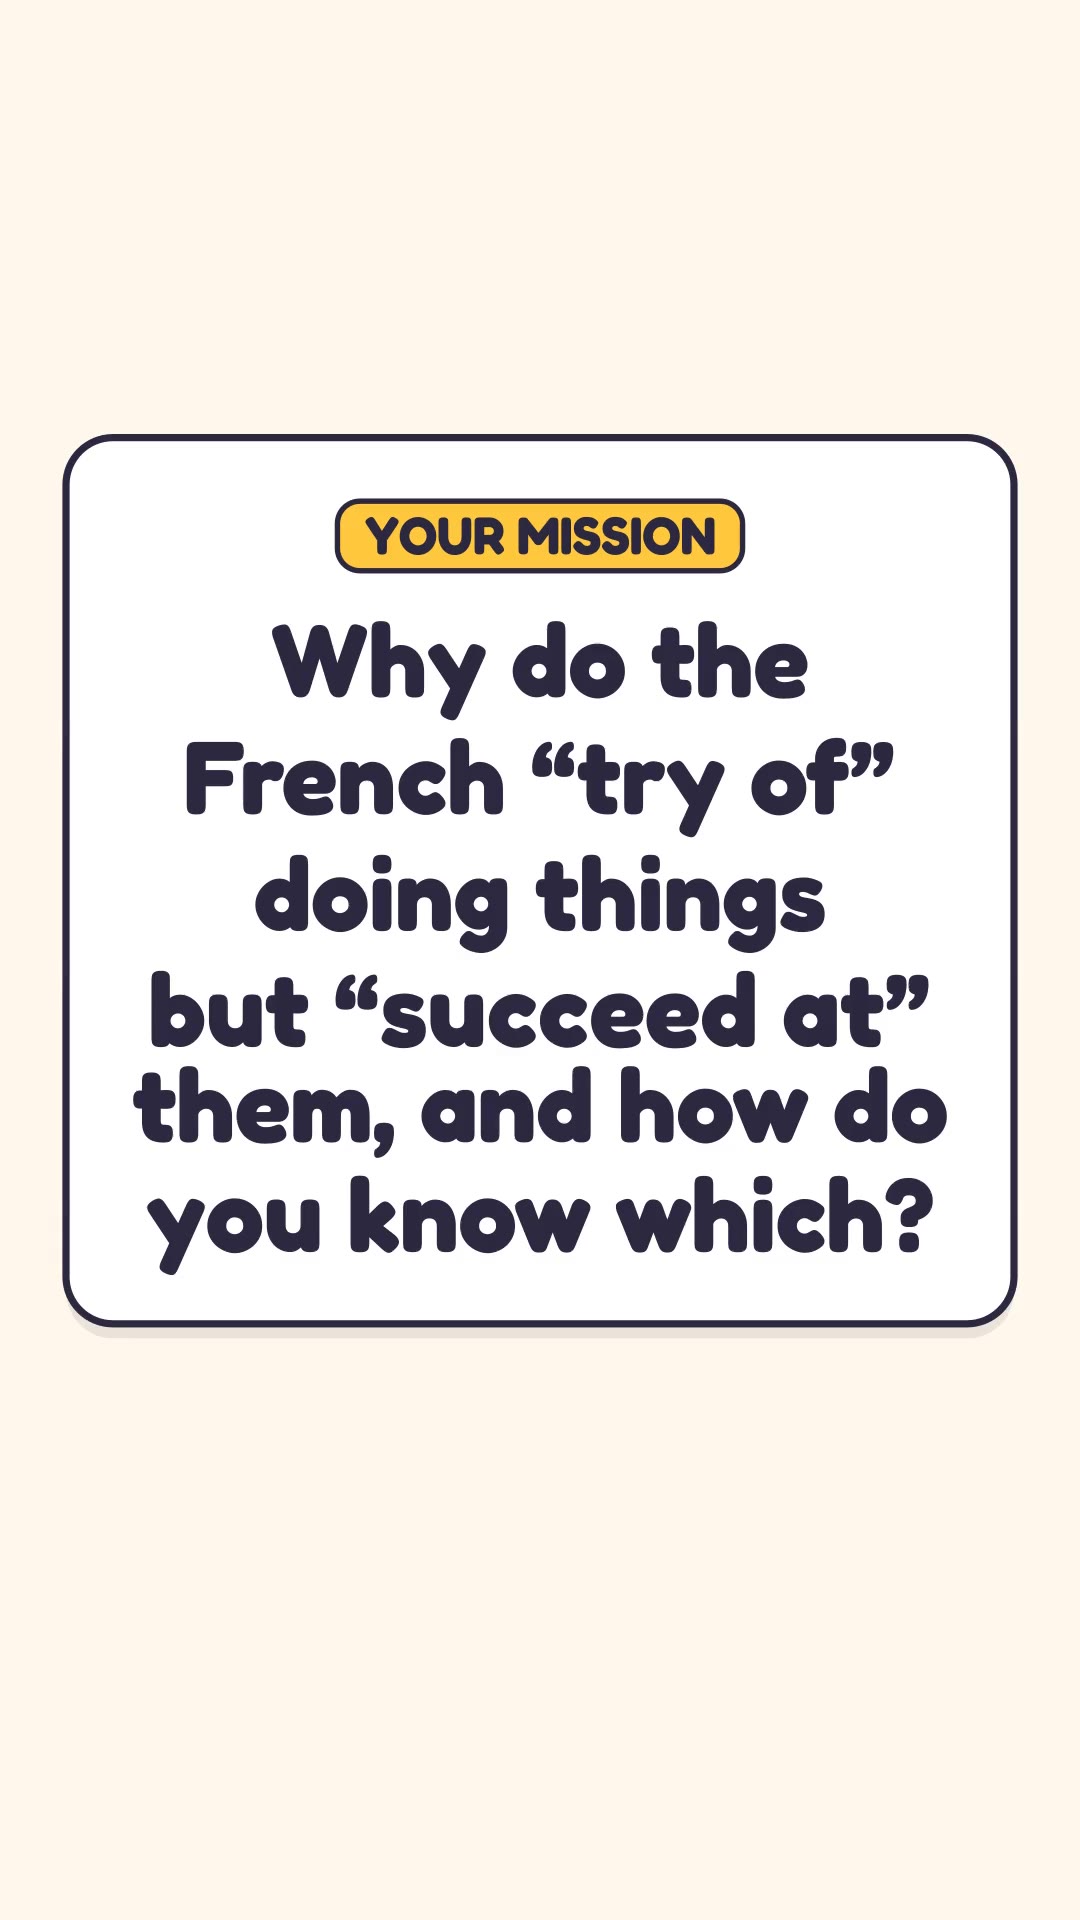 YOUR MISSION
Why do the
French “try of”
doing things
but “succeed at”
them, and how do
you know which?